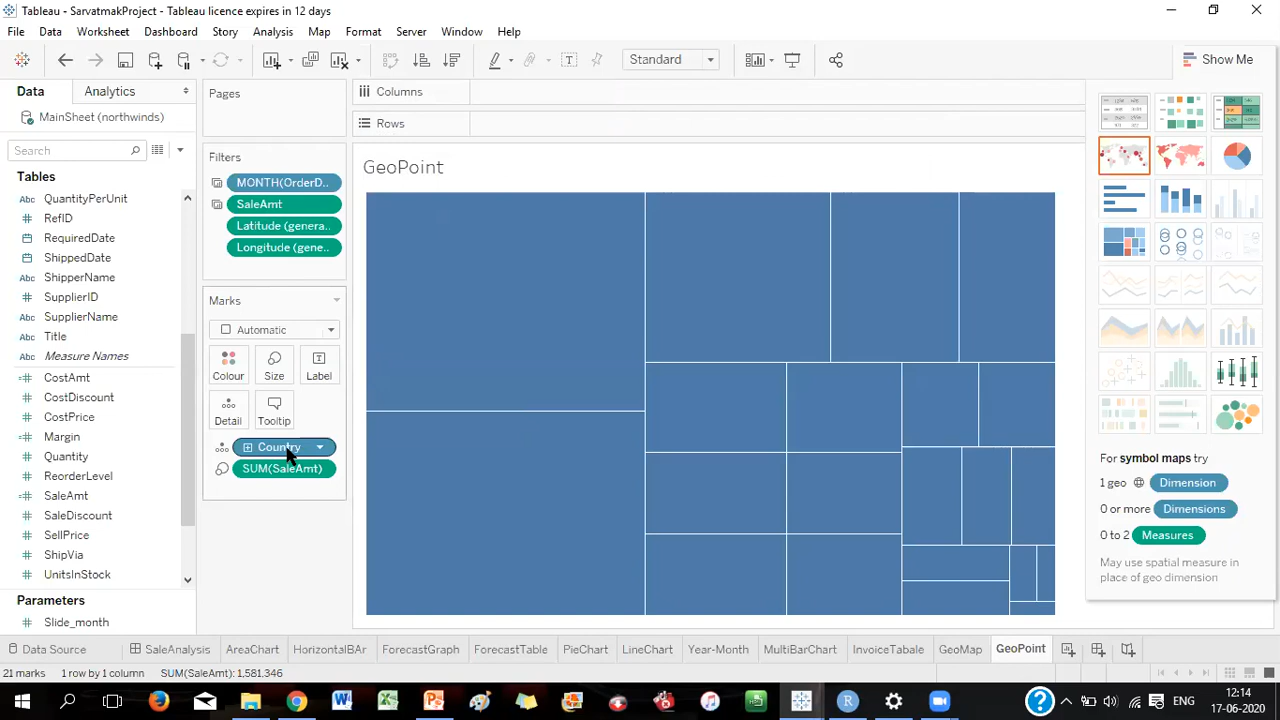 Tableau - SarvatmakProject - Tableau licence expires in 12 days
File Data Worksheet Dashboard Story Analysis Map Format Server Window Help
Standard
Show Me
Data Analytics
MainSheet (northwinds)
Search
Tables
Abc QuantityPerUnit
RefID
RequiredDate
ShippedDate
Abc ShipperName
SupplierID
Abc SupplierName
Abc Title
Abc Measure Names
CostAmt
CostDiscount
CostPrice
Margin
Quantity
ReorderLevel
SaleAmt
SaleDiscount
SellPrice
ShipVia
UnitsInStock
Parameters
Slide_month
Pages
Filters
MONTH(OrderD..
SaleAmt
Latitude (genera..
Longitude (gene..
Marks
Automatic
Colour Size Label
Detail Tooltip
Country
SUM(SaleAmt)
Columns
Rows
GeoPoint
For symbol maps try
1 geo Dimension
0 or more Dimensions
0 to 2 Measures
May use spatial measure in
place of geo dimension
Data Source SaleAnalysis AreaChart HorizontalBAr ForecastGraph ForecastTable PieChart LineChart Year-Month MultiBarChart InvoiceTabale GeoMap GeoPoint
21 marks 1 row by 1 column SUM(SaleAmt): 1,581,346
ENG
12:14
17-06-2020